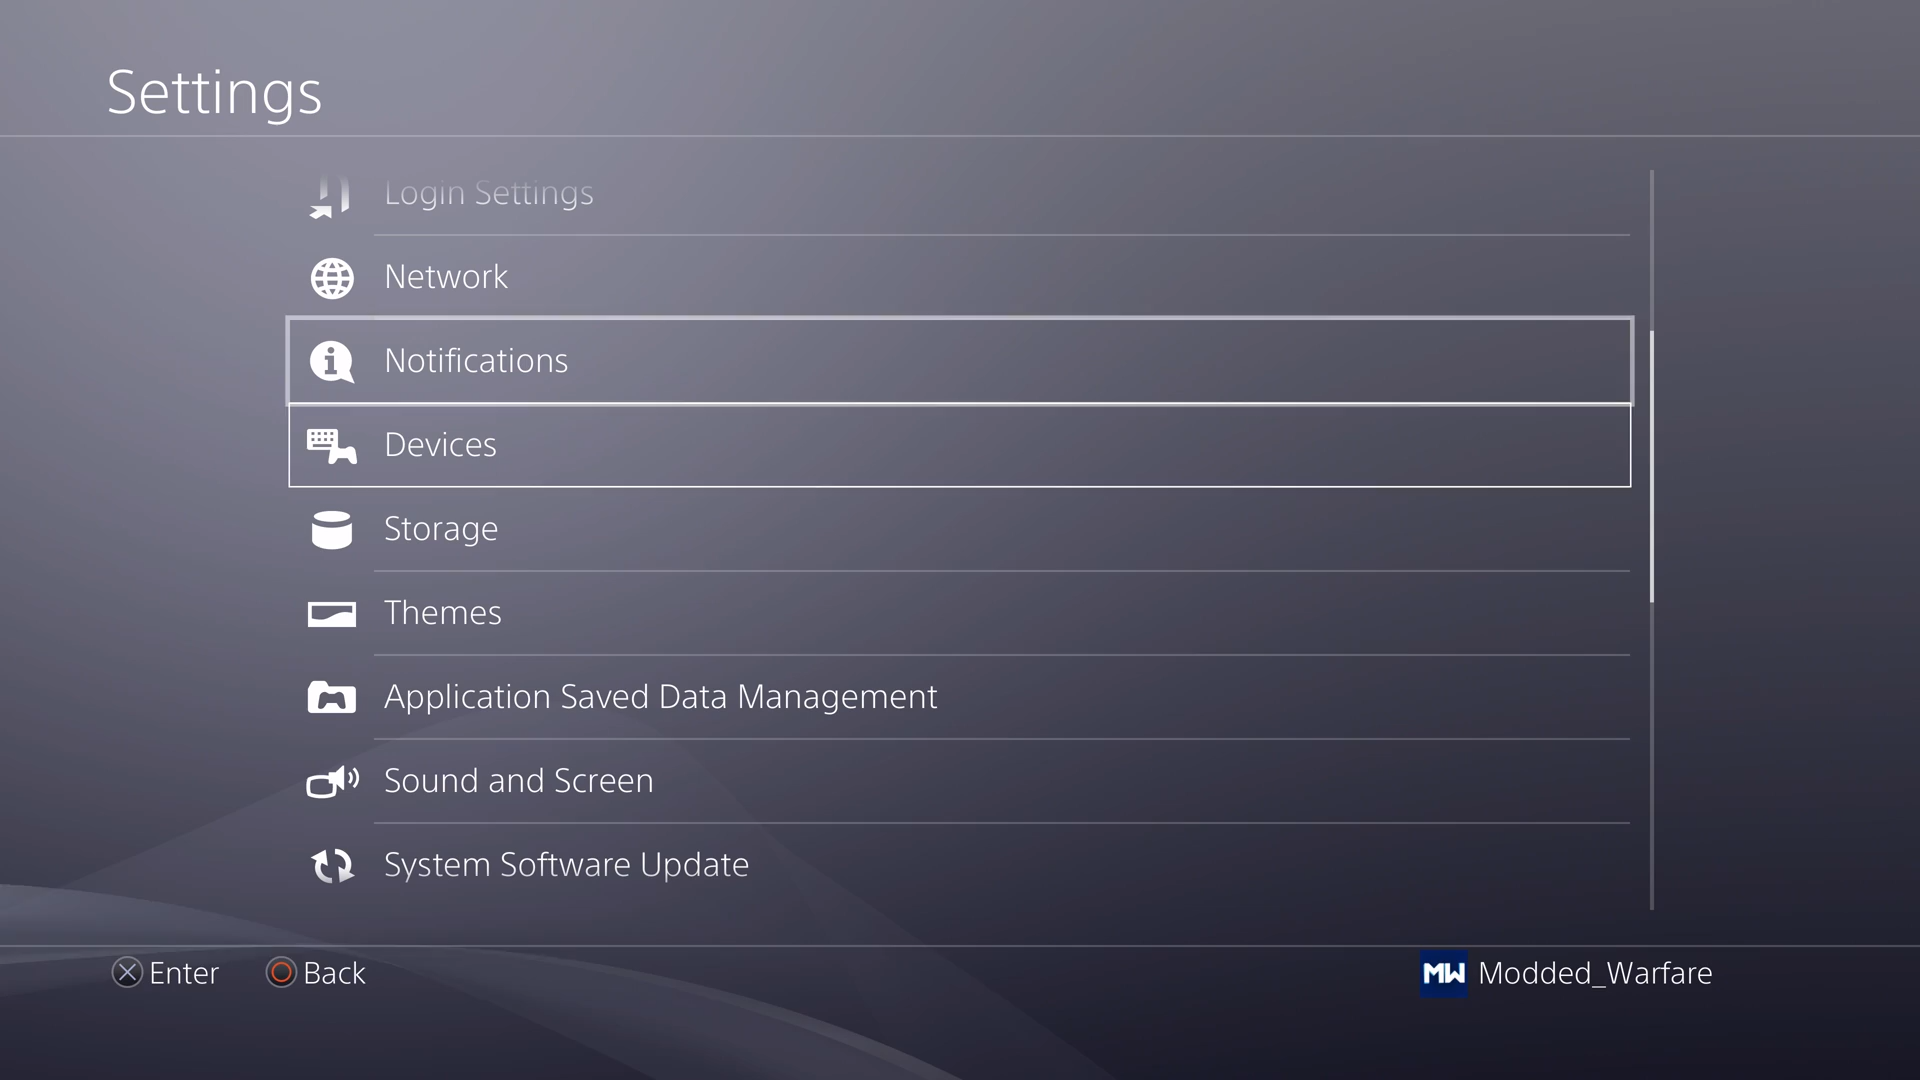 Settings
Login Settings
Network
Notifications
Devices
Storage
Themes
Application Saved Data Management
Sound and Screen
System Software Update
Enter
Back
MW
Modded_Warfare